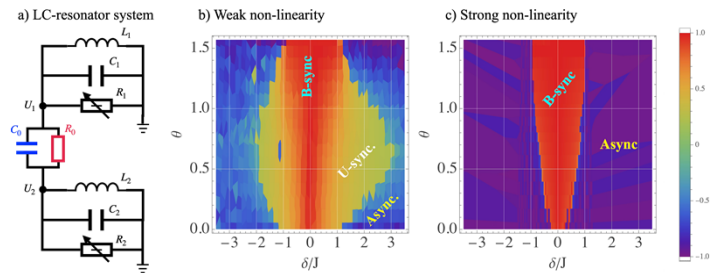 a) LC-resonator system
b) Weak non-linearity
c) Strong non-linearity
L₁
C₁
R₁
U₁
C₀
R₀
U₂
L₂
C₂
R₂
1.5
1.0
θ
0.5
0.0
B-sync
U-sync.
Async.
−3 −2 −1 0 1 2 3
δ/J
1.5
1.0
θ
0.5
0.0
B-sync
Async
−3 −2 −1 0 1 2 3
δ/J
1.0
0.5
0
-0.5
-1.0